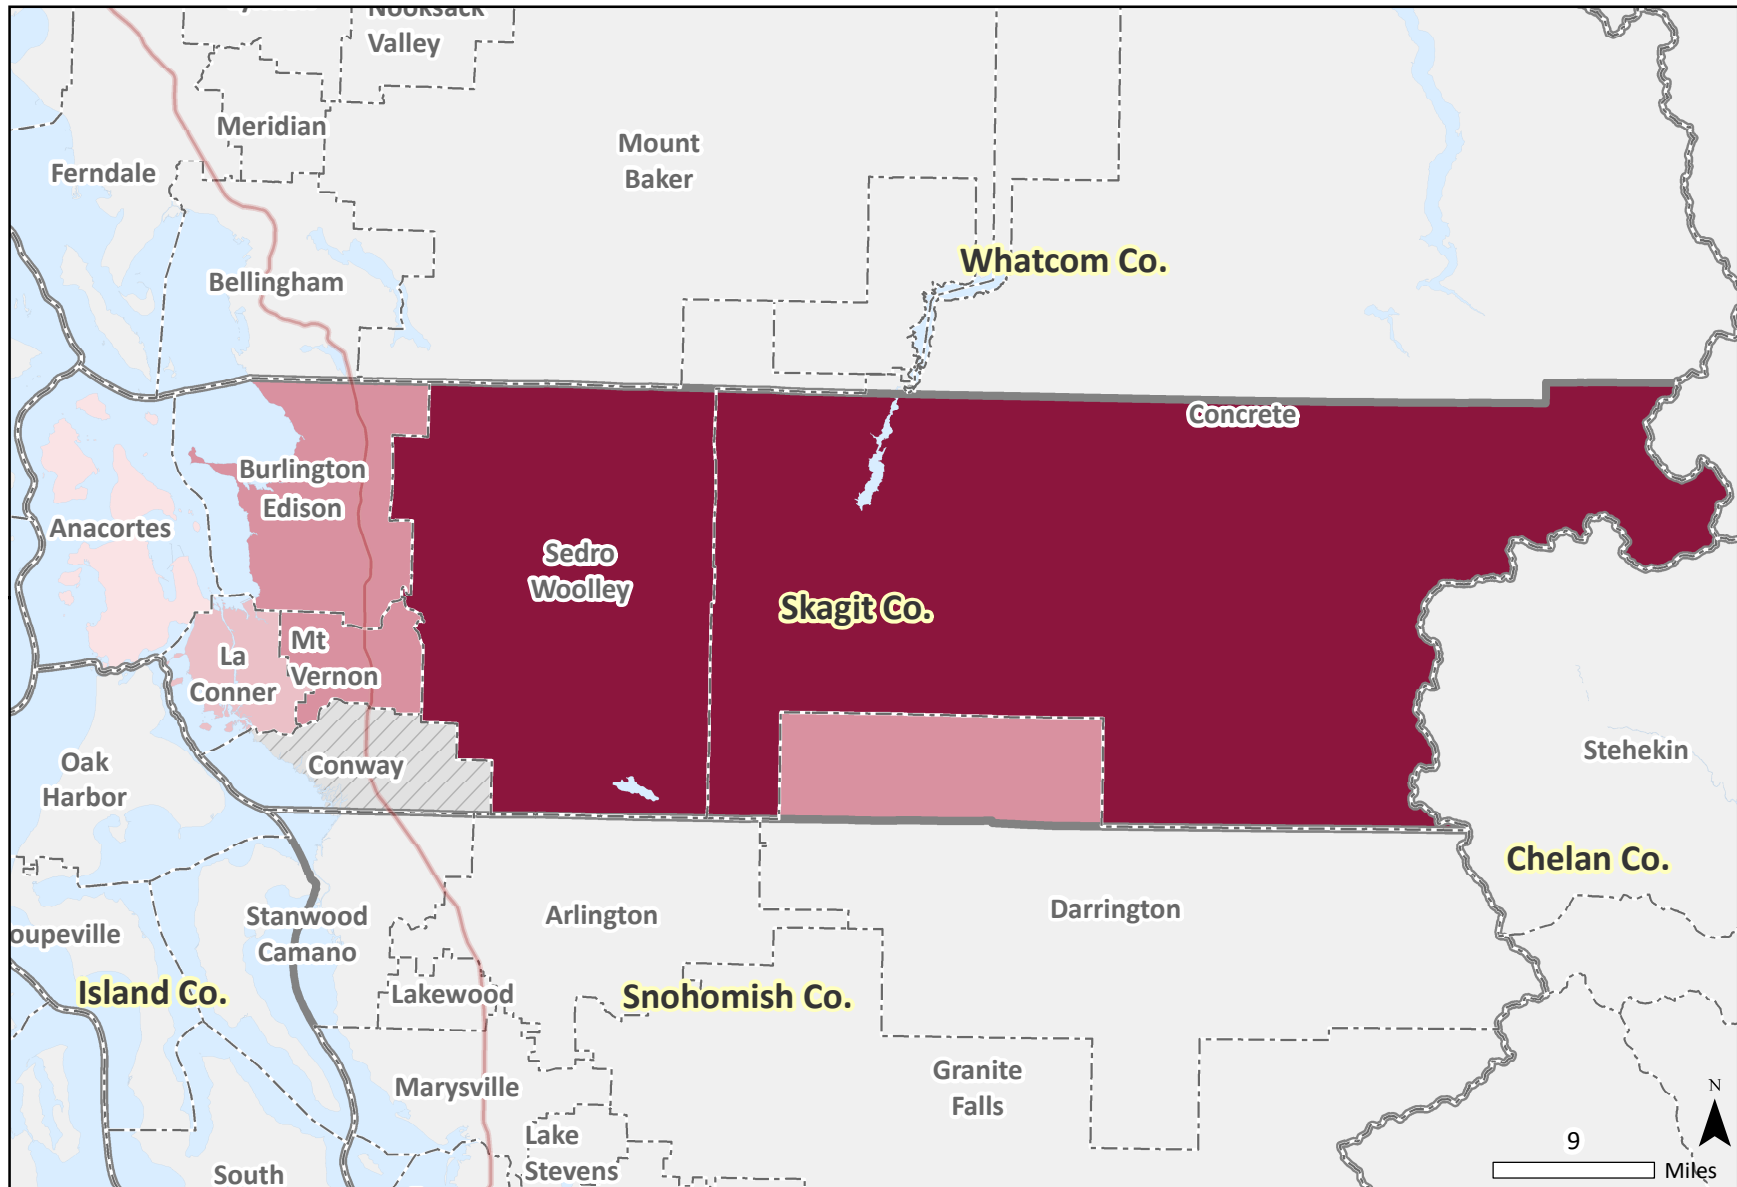 Nooksack
Valley
Meridian
Ferndale
Mount
Baker
Bellingham
Whatcom Co.
Concrete
Burlington
Edison
Anacortes
Sedro
Woolley
Skagit Co.
Mt
Vernon
La
Conner
Conway
Oak
Harbor
Stehekin
Chelan Co.
Stanwood
Camano
Arlington
Darrington
oupeville
Island Co.
Lakewood
Snohomish Co.
Marysville
Granite
Falls
Lake
Stevens
South
N
9
Miles